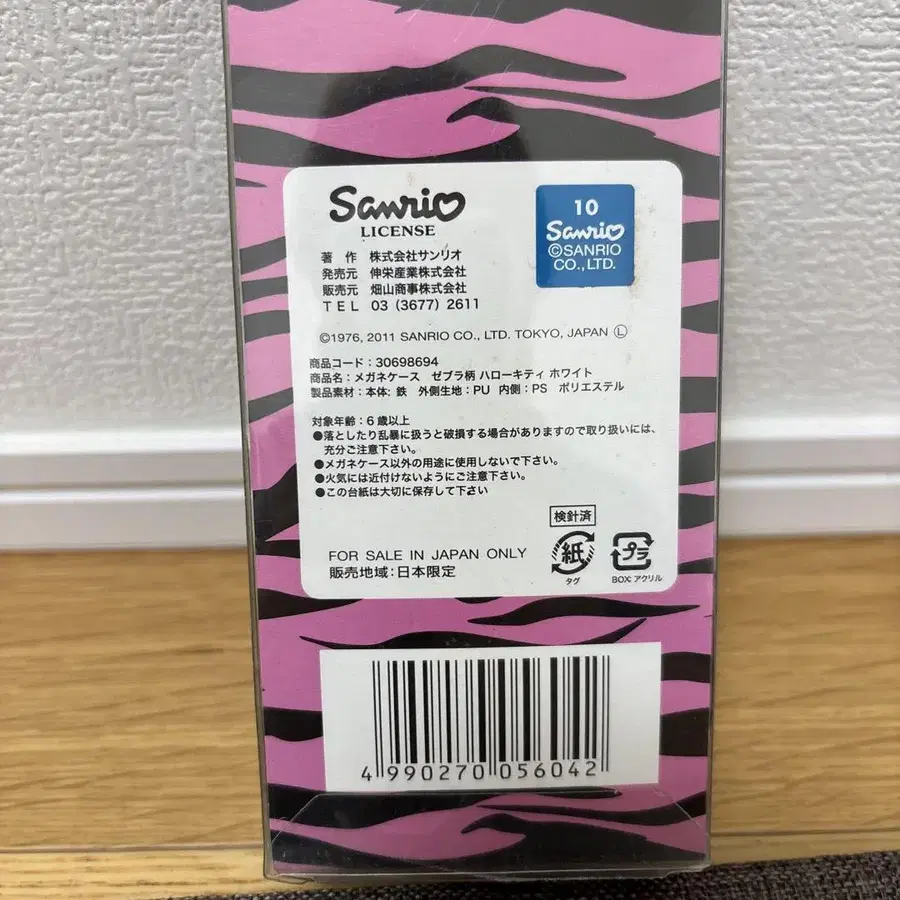 Sanrio
LICENSE
10
Sanrio
©SANRIO
CO.,LTD.
著 作 株式会社サンリオ
発売元 伸栄産業株式会社
販売元 畑山商事株式会社
TEL 03 (3677) 2611
©1976, 2011 SANRIO CO., LTD. TOKYO, JAPAN Ⓛ
商品コード：30698694
商品名：メガネケース ゼブラ柄 ハローキティ ホワイト
製品素材：本体: 鉄 外側生地：PU 内側：PS ポリエステル
対象年齢：6歳以上
●落としたり乱暴に扱うと破損する場合がありますので取り扱いには、
充分ご注意下さい。
●メガネケース以外の用途に使用しないで下さい。
●火気には近付けないようにご注意下さい。
●この台紙は大切に保存して下さい
検針済
FOR SALE IN JAPAN ONLY
販売地域：日本限定
紙
タグ
プラ
BOX: アクリル
4 990270 056042